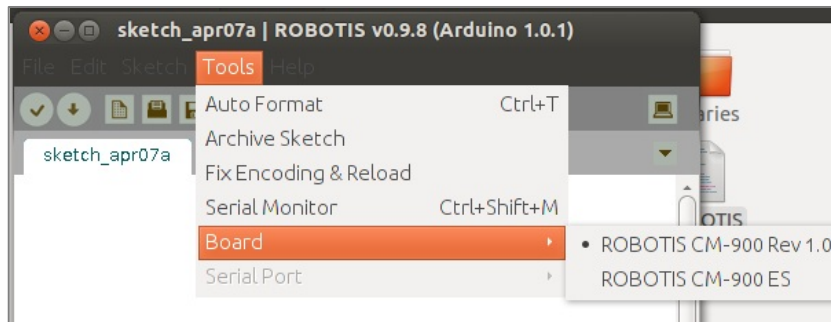 sketch_apr07a | ROBOTIS v0.9.8 (Arduino 1.0.1)
File Edit Sketch Tools Help
Auto Format Ctrl+T
Archive Sketch
sketch_apr07a
Fix Encoding & Reload
Serial Monitor Ctrl+Shift+M
Board
Serial Port
ROBOTIS CM-900 Rev 1.0
ROBOTIS CM-900 ES